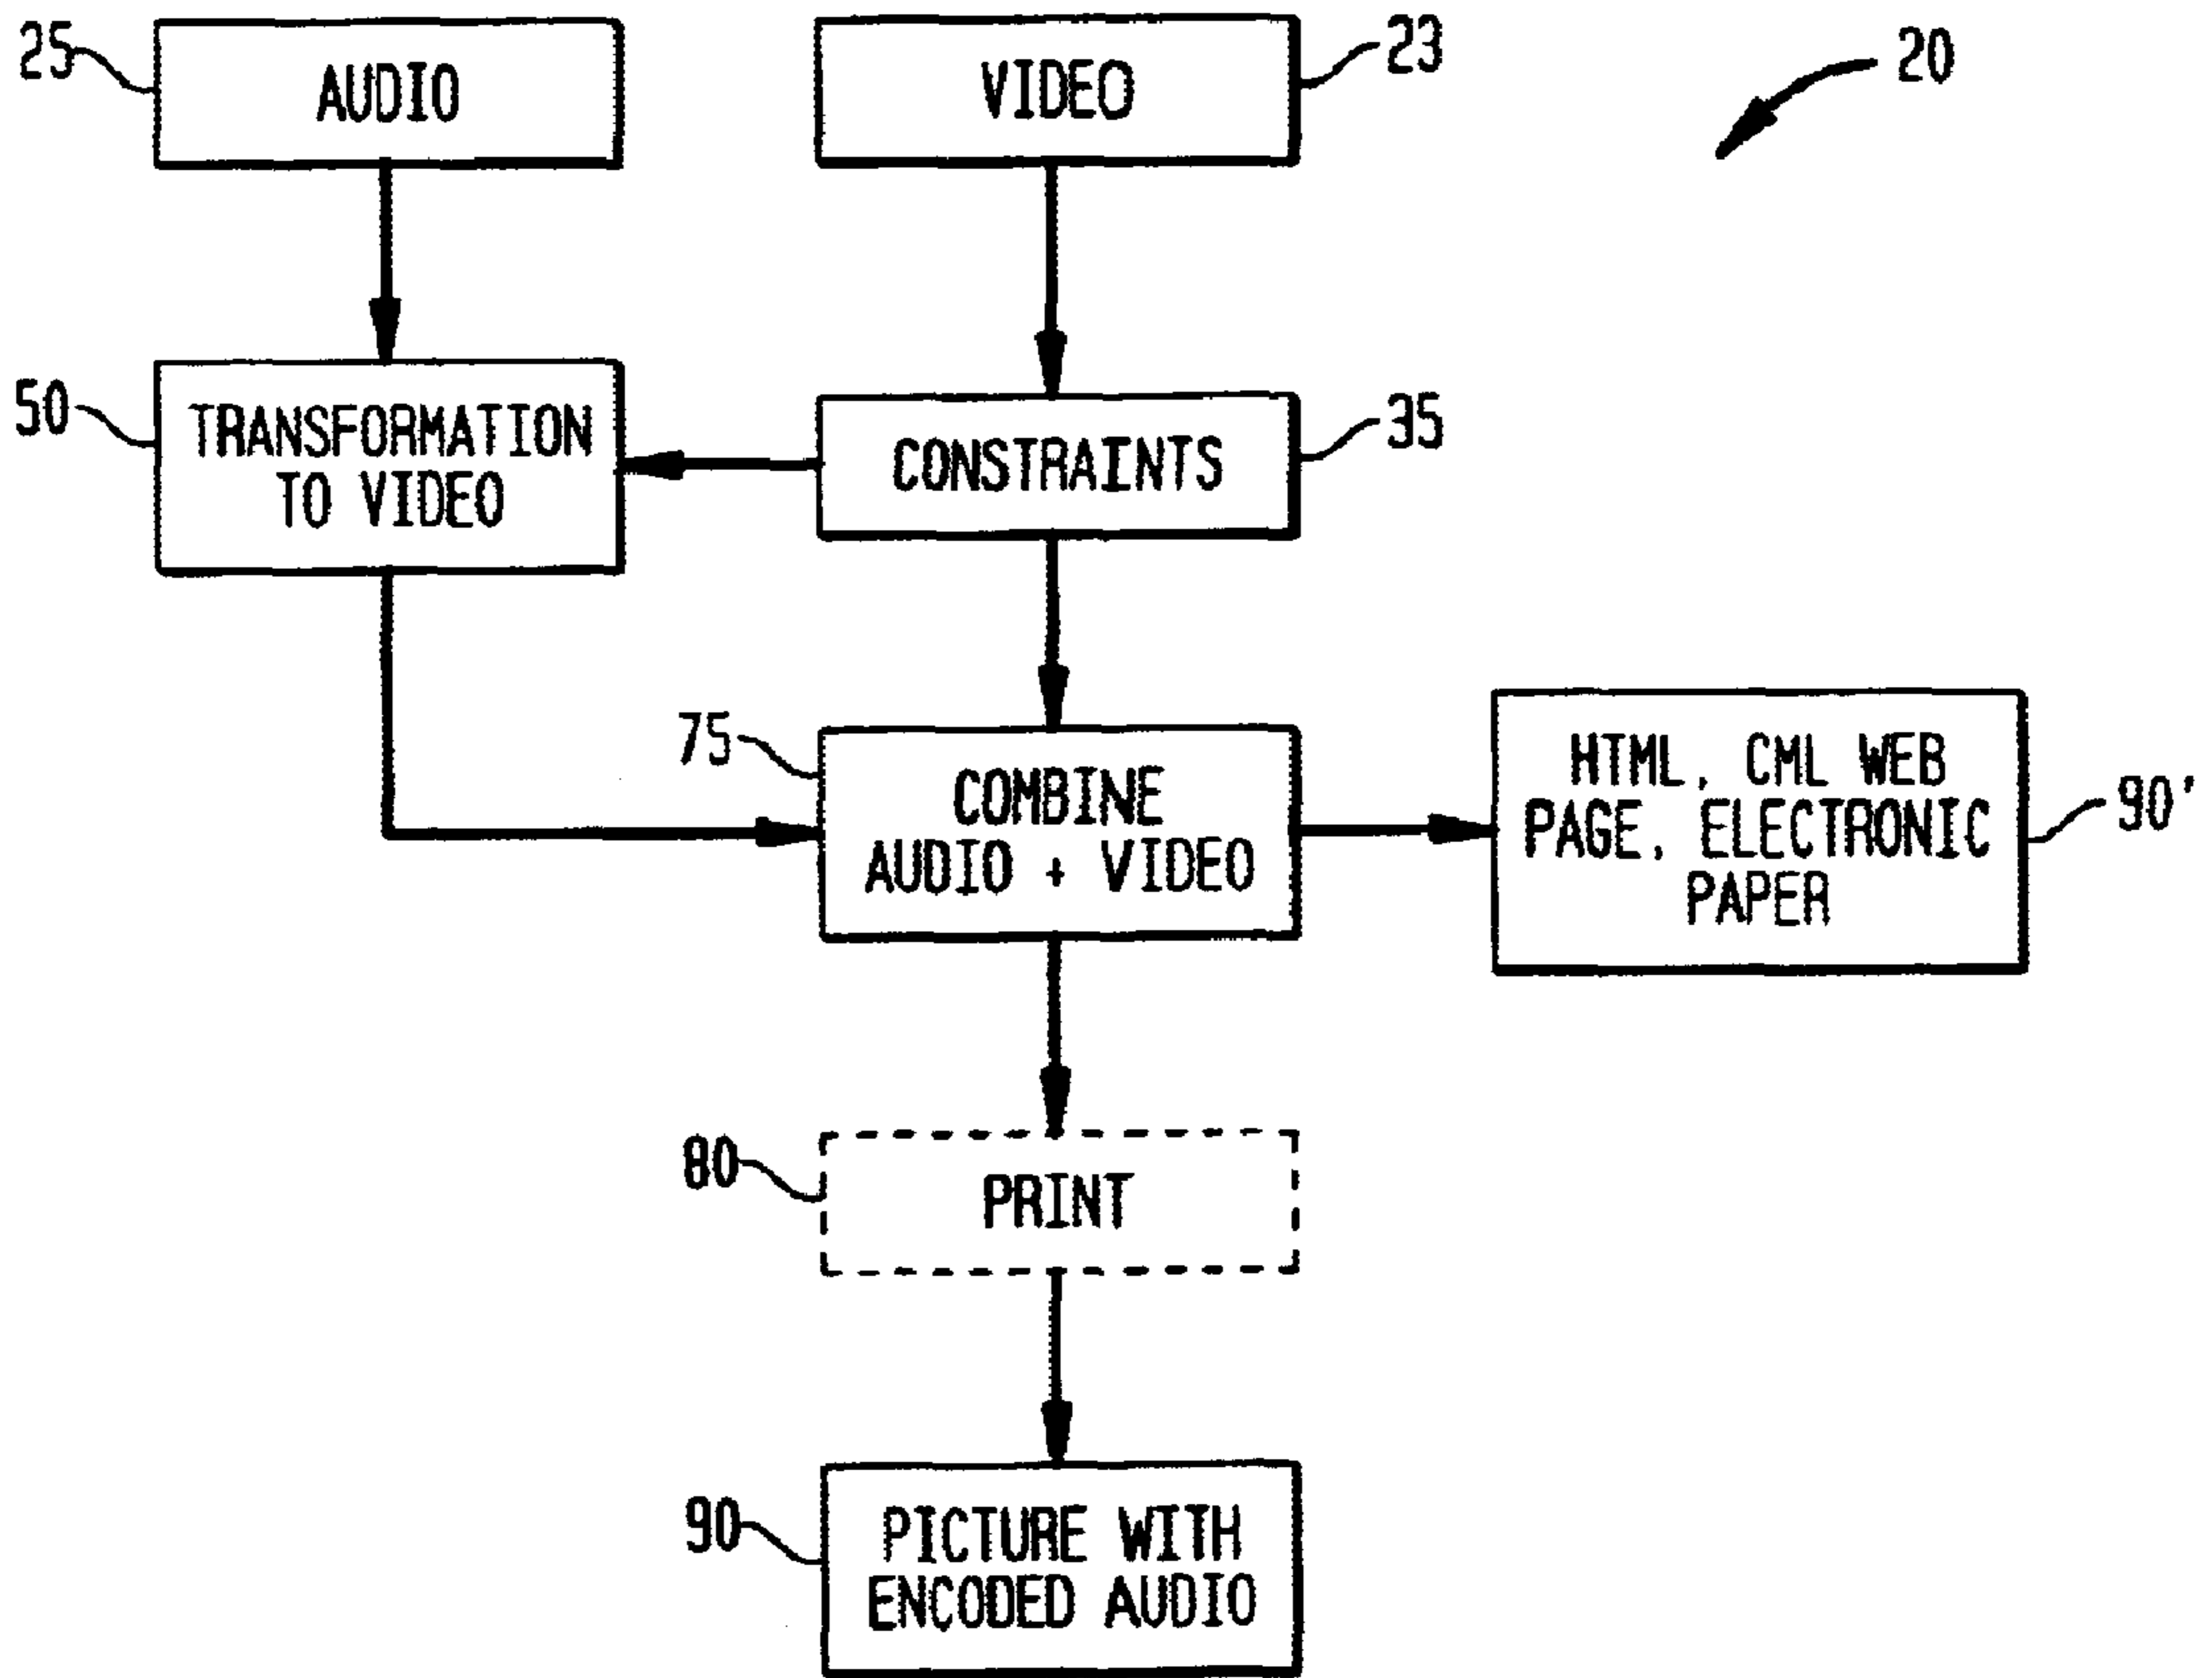 25
AUDIO
VIDEO
23
20
50
TRANSFORMATION
TO VIDEO
CONSTRAINTS
35
75
COMBINE
AUDIO + VIDEO
HTML, CML WEB
PAGE, ELECTRONIC
PAPER
90'
80
PRINT
90
PICTURE WITH
ENCODED AUDIO